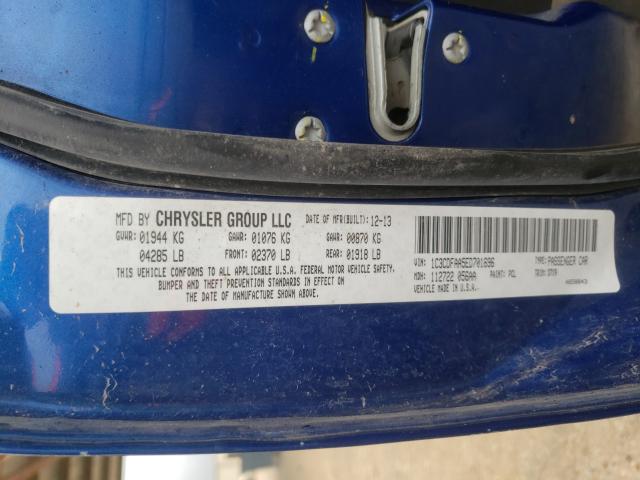 MFD BY CHRYSLER GROUP LLC DATE OF MFR(BUILT): 12-13
GVWR: 01944 KG GAWR: 01076 KG GAWR: 00870 KG
04285 LB FRONT: 02370 LB REAR: 01918 LB
THIS VEHICLE CONFORMS TO ALL APPLICABLE U.S.A. FEDERAL MOTOR VEHICLE SAFETY,
BUMPER AND THEFT PREVENTION STANDARDS IN EFFECT ON
THE DATE OF MANUFACTURE SHOWN ABOVE.
VIN: 1C3CDFAA5ED701696 TYPE: PASSENGER CAR
MDH: 112722 056AA PAINT: PCL TRIM:
VEHICLE MADE IN U.S.A.